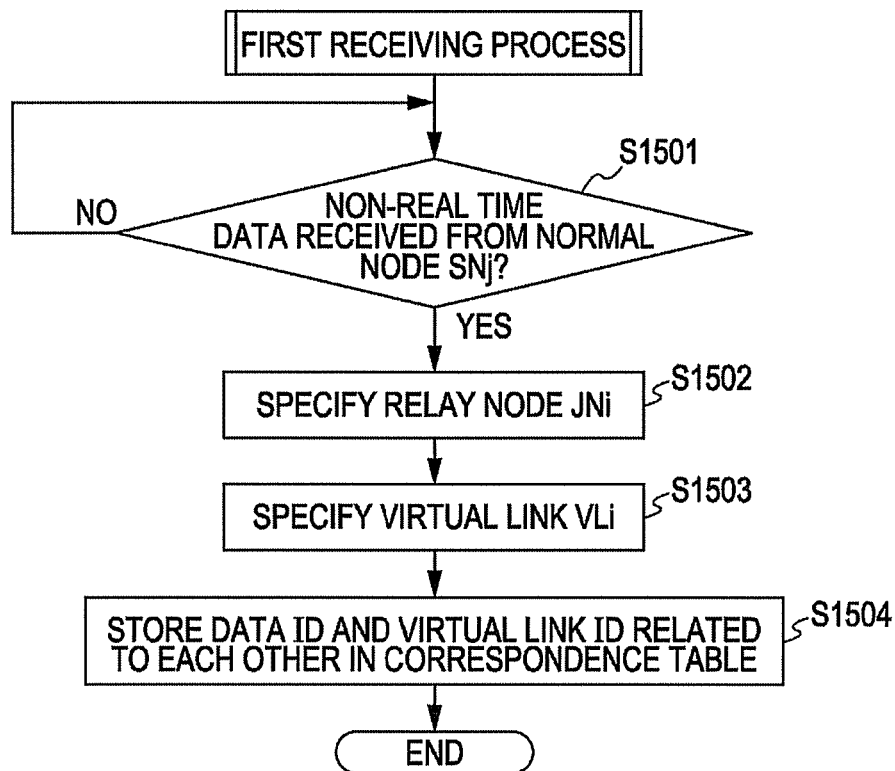 FIRST RECEIVING PROCESS
S1501
NON-REAL TIME
DATA RECEIVED FROM NORMAL
NODE SNj?
NO
YES
S1502
SPECIFY RELAY NODE JNi
S1503
SPECIFY VIRTUAL LINK VLi
S1504
STORE DATA ID AND VIRTUAL LINK ID RELATED
TO EACH OTHER IN CORRESPONDENCE TABLE
END